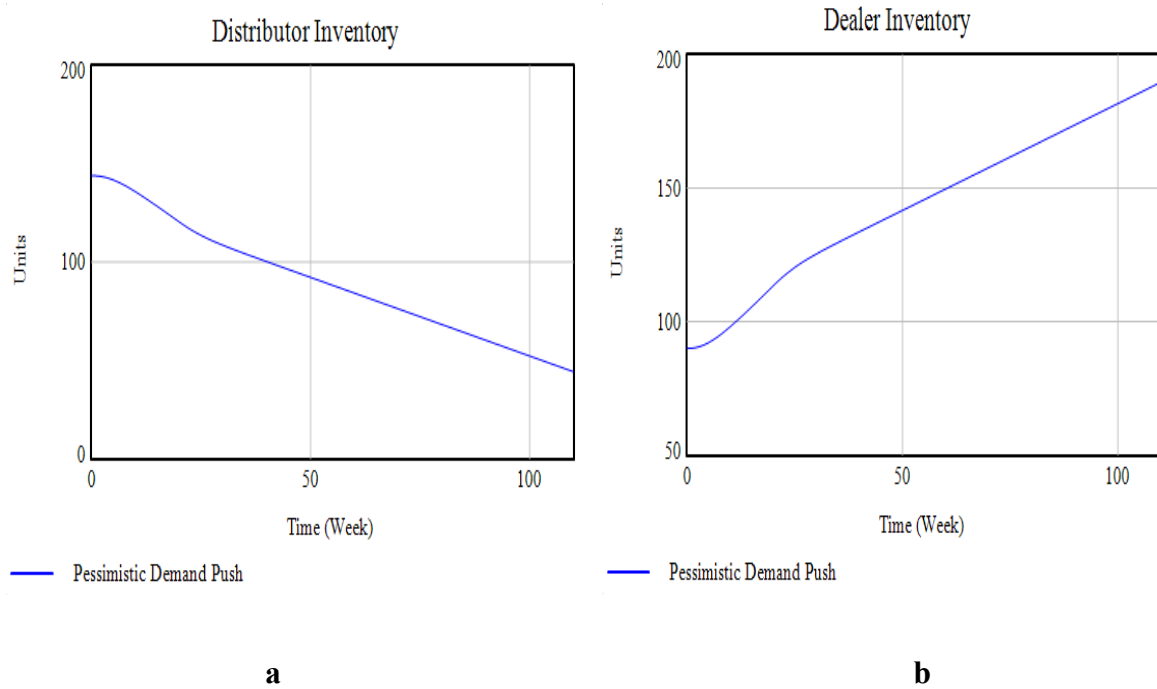 Distributor Inventory
200
100
0
Units
0 50 100
Time (Week)
Pessimistic Demand Push
a
Dealer Inventory
200
150
100
50
Units
0 50 100
Time (Week)
Pessimistic Demand Push
b